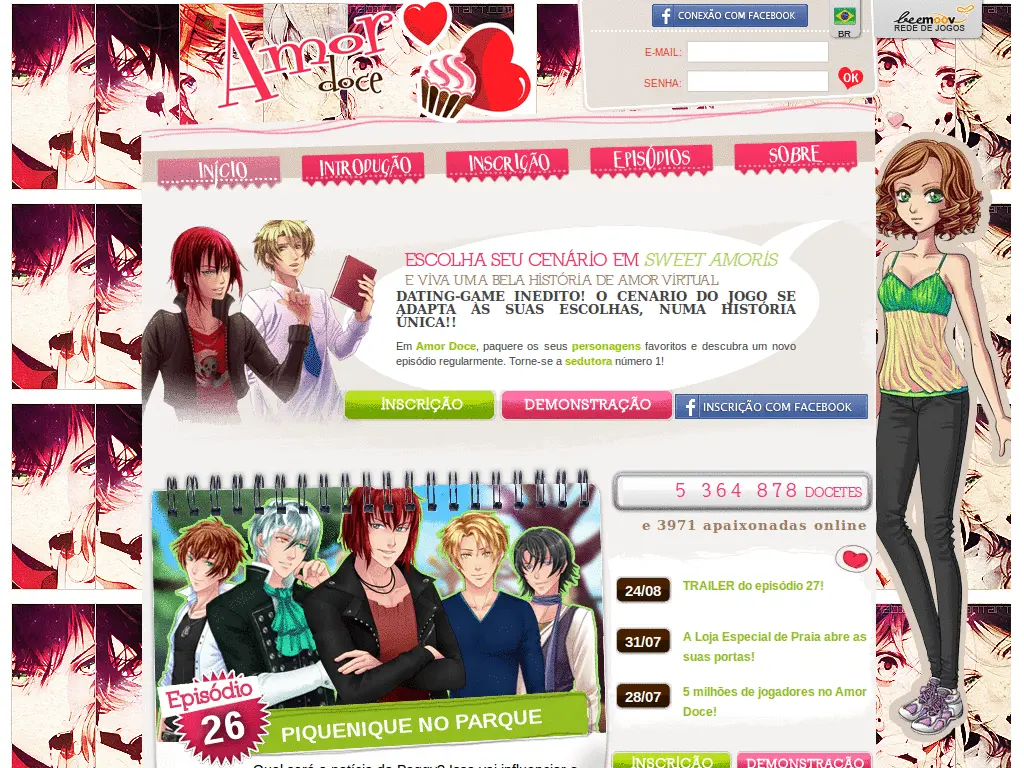 Amor doce
CONEXÃO COM FACEBOOK
BR
beemoov
REDE DE JOGOS
E-MAIL:
SENHA:
OK
INÍCIO
INTRODUÇÃO
INSCRIÇÃO
EPISÓDIOS
SOBRE
ESCOLHA SEU CENÁRIO EM SWEET AMORIS
E VIVA UMA BELA HISTÓRIA DE AMOR VIRTUAL
DATING-GAME INEDITO! O CENARIO DO JOGO SE
ADAPTA AS SUAS ESCOLHAS, NUMA HISTÓRIA
ÚNICA!!
Em Amor Doce, paquere os seus personagens favoritos e descubra um novo
episódio regularmente. Torne-se a sedutora número 1!
INSCRIÇÃO
DEMONSTRAÇÃO
INSCRIÇÃO COM FACEBOOK
5 364 878 DOCETES
e 3971 apaixonadas online
24/08
TRAILER do episódio 27!
31/07
A Loja Especial de Praia abre as
suas portas!
28/07
5 milhões de jogadores no Amor
Doce!
Episódio
26
PIQUENIQUE NO PARQUE
INSCRIÇÃO
DEMONSTRAÇÃO